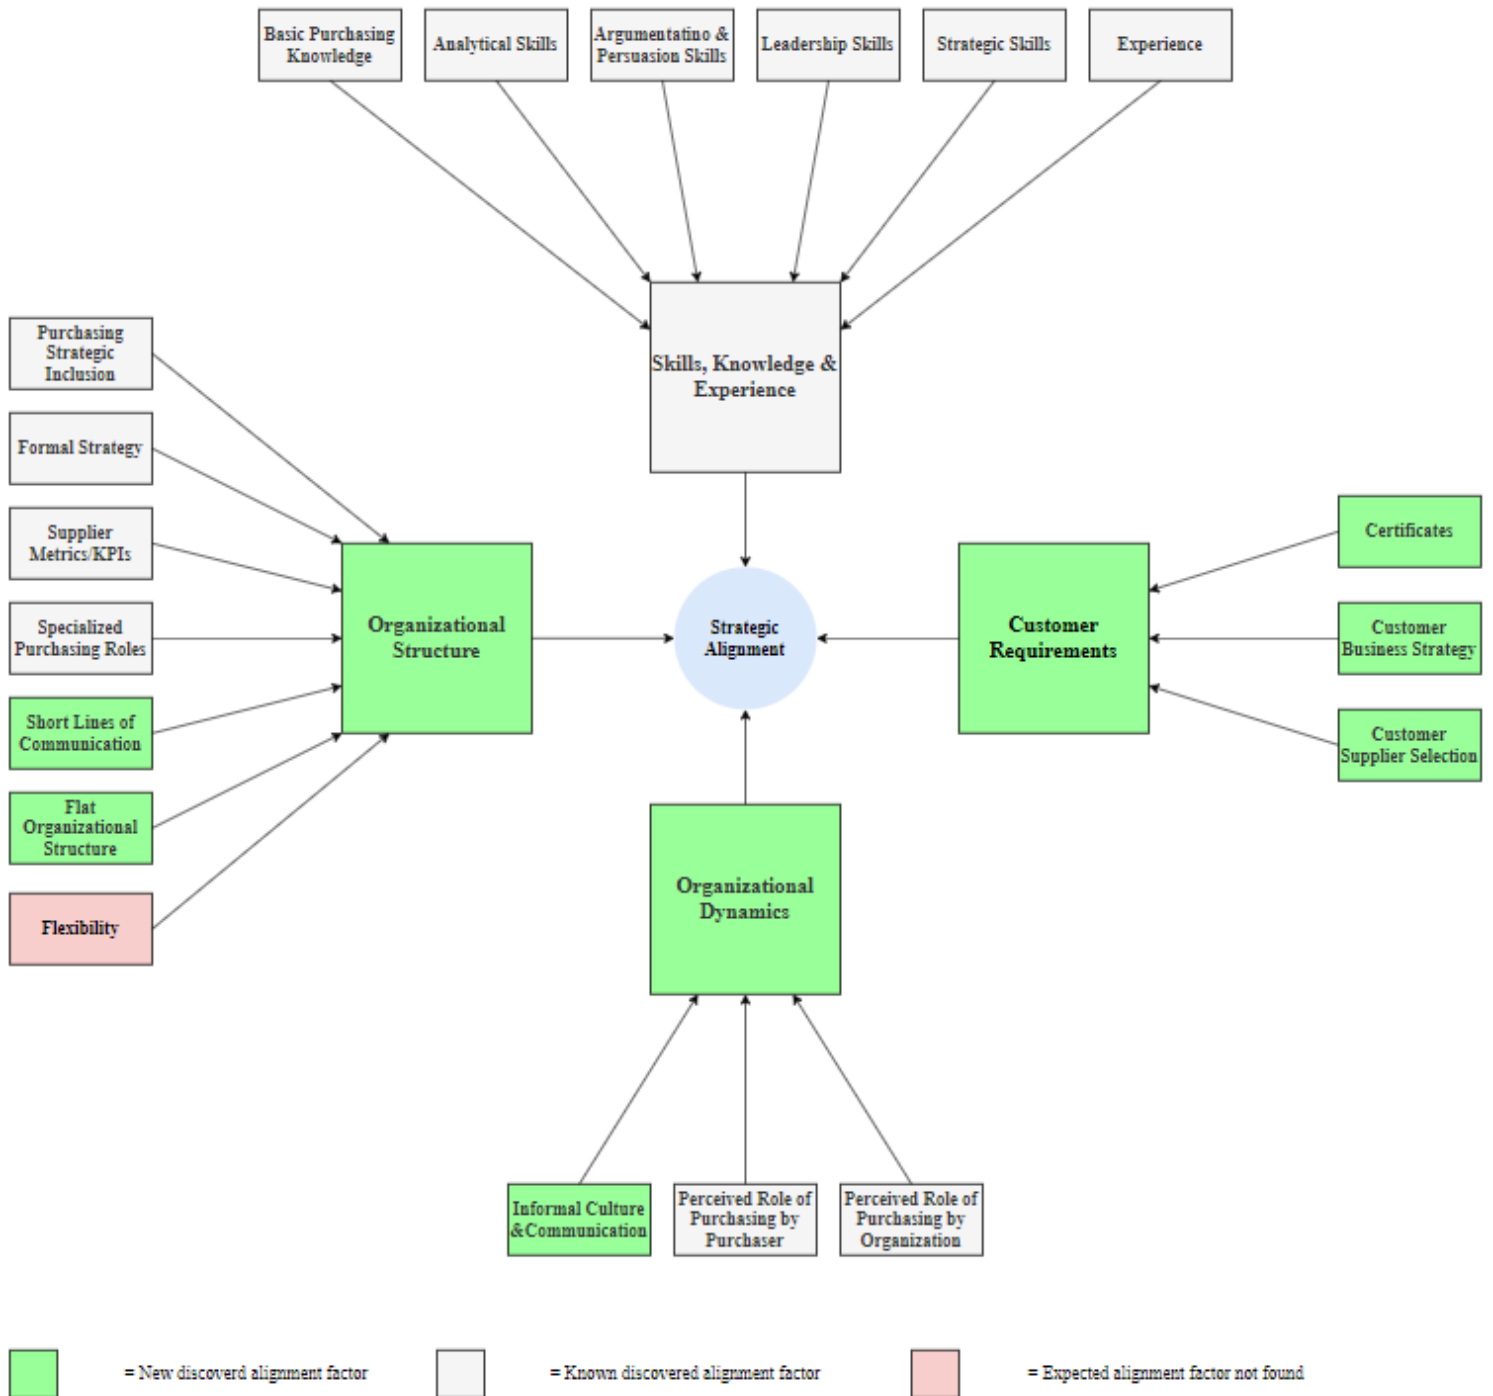 Basic Purchasing
Knowledge
Analytical Skills
Argumentatino &
Persuasion Skills
Leadership Skills
Strategic Skills
Experience
Skills, Knowledge &
Experience
Purchasing
Strategic
Inclusion
Formal Strategy
Supplier
Metrics/KPIs
Specialized
Purchasing Roles
Short Lines of
Communication
Flat
Organizational
Structure
Flexibility
Organizational
Structure
Strategic
Alignment
Customer
Requirements
Certificates
Customer
Business Strategy
Customer
Supplier Selection
Organizational
Dynamics
Informal Culture
&Communication
Perceived Role of
Purchasing by
Purchaser
Perceived Role of
Purchasing by
Organization
= New discoverd alignment factor
= Known discovered alignment factor
= Expected alignment factor not found